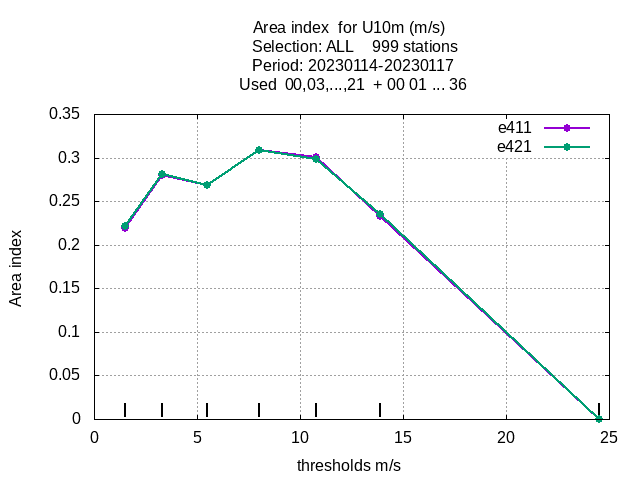 Area index  for U10m (m/s)
Selection: ALL    999 stations
Period: 20230114-20230117
Used  00,03,...,21  + 00 01 ... 36
0.35
0.3
0.25
0.2
0.15
0.1
0.05
0
Area index
e411
e421
0 5 10 15 20 25
thresholds m/s